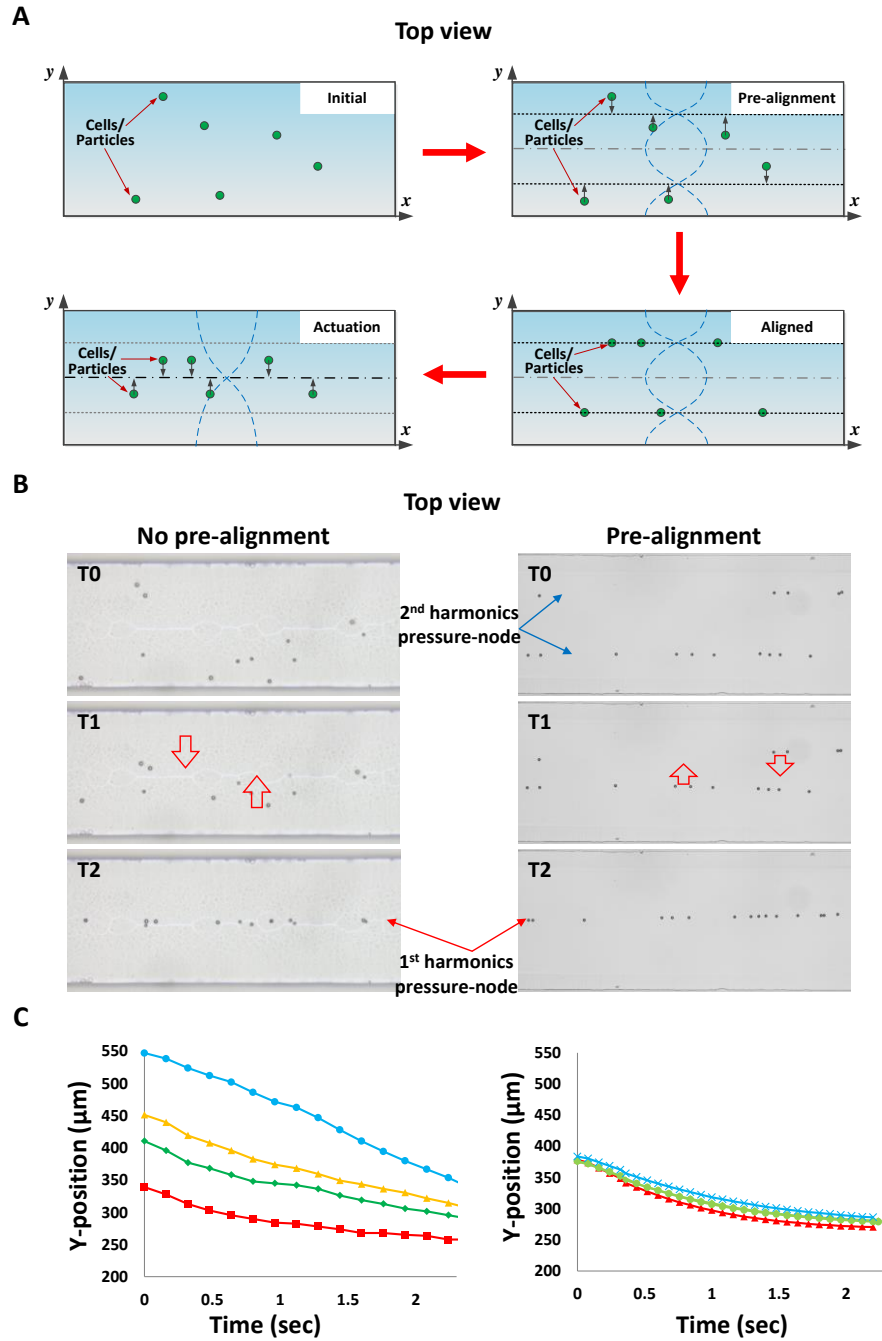 A
Top view
y
Initial
Cells/
Particles
x
y
Pre-alignment
Cells/
Particles
x
y
Actuation
Cells/
Particles
x
y
Aligned
Cells/
Particles
x
B
Top view
No pre-alignment
Pre-alignment
T0
T0
2nd harmonics
pressure-node
T1
T1
T2
T2
1st harmonics
pressure-node
C
Y-position (µm)
550
500
450
400
350
300
250
200
0
0.5
1
1.5
2
Time (sec)
Y-position (µm)
550
500
450
400
350
300
250
200
0
0.5
1
1.5
2
Time (sec)